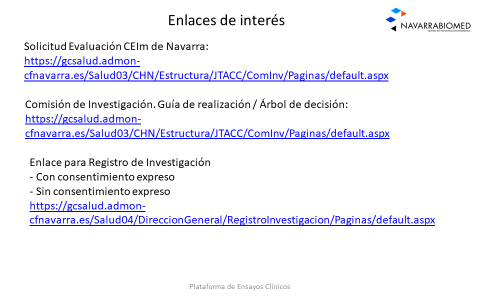 Enlaces de interés
NAVARRABIOMED
Solicitud Evaluación CEIm de Navarra:
https://gcsalud.admon-
cfnavarra.es/Salud03/CHN/Estructura/JTACC/ComInv/Paginas/default.aspx
Comisión de Investigación. Guía de realización / Árbol de decisión:
https://gcsalud.admon-
cfnavarra.es/Salud03/CHN/Estructura/JTACC/ComInv/Paginas/default.aspx
Enlace para Registro de Investigación
- Con consentimiento expreso
- Sin consentimiento expreso
https://gcsalud.admon-
cfnavarra.es/Salud04/DireccionGeneral/RegistroInvestigacion/Paginas/default.aspx
Plataforma de Ensayos Clínicos